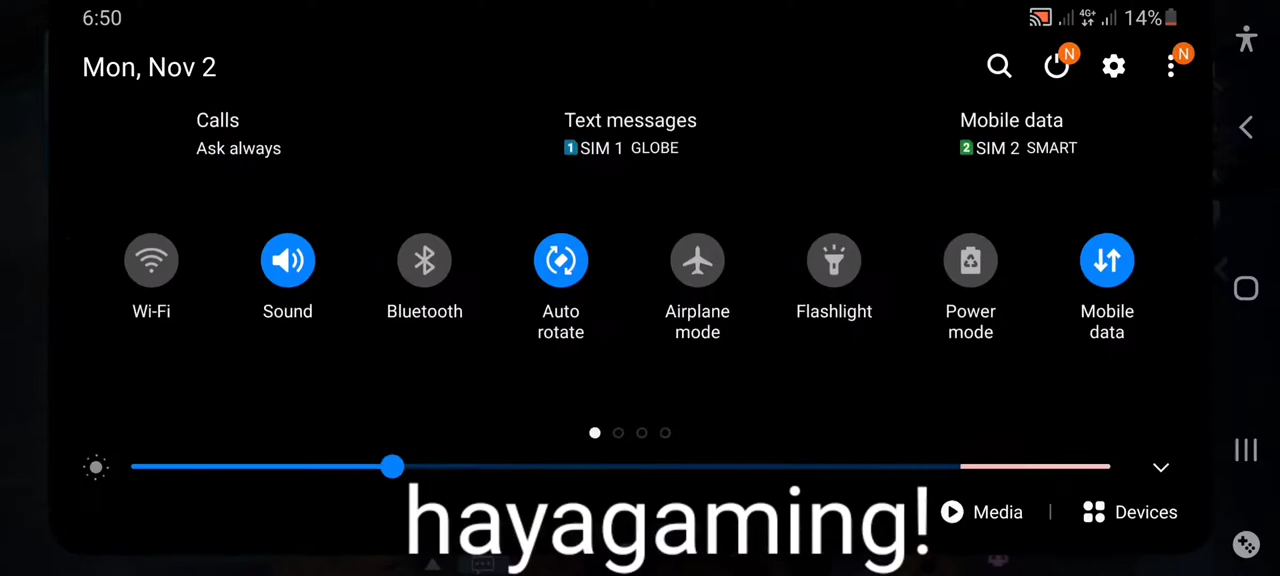 6:50
4G+ 14%
Mon, Nov 2
N
N
Calls
Ask always
Text messages
1 SIM 1 GLOBE
Mobile data
2 SIM 2 SMART
Wi-Fi
Sound
Bluetooth
Auto
rotate
Airplane
mode
Flashlight
Power
mode
Mobile
data
Media | Devices
hayagaming!